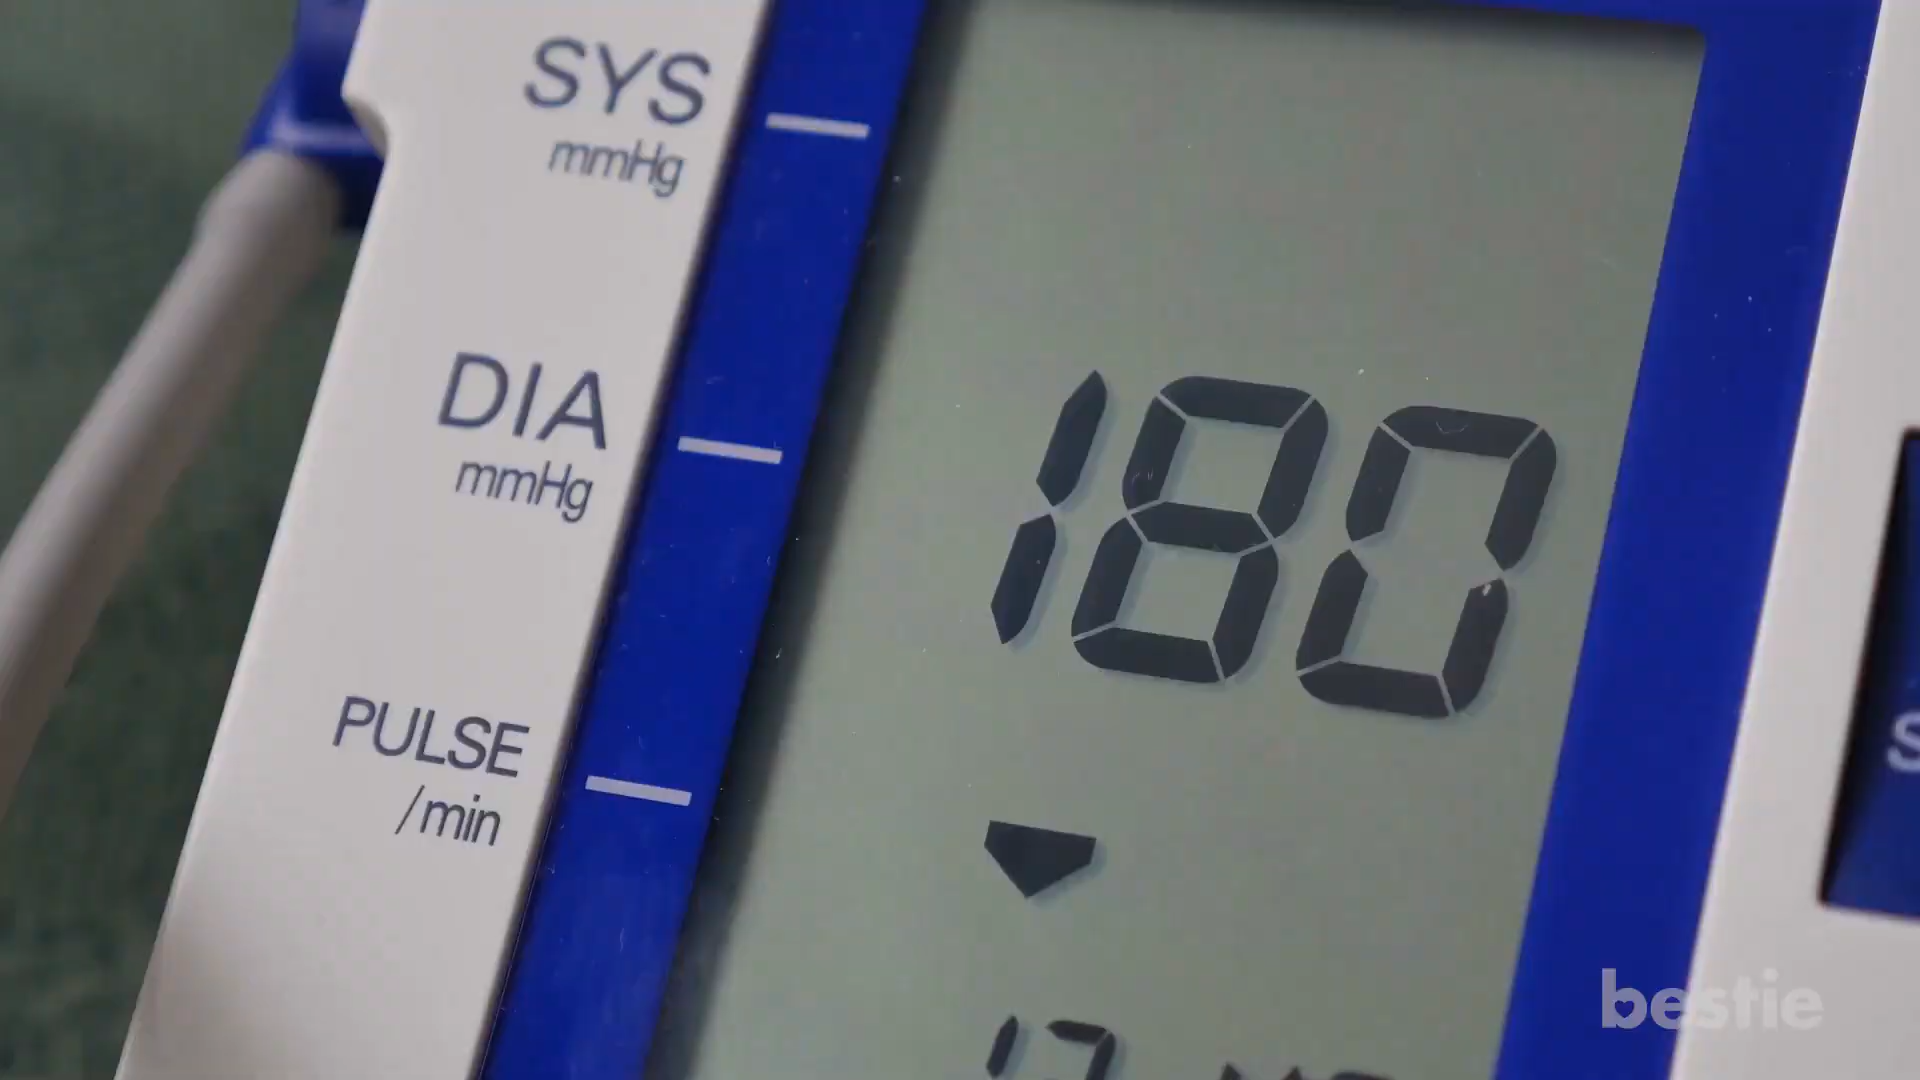 SYS
mmHg
DIA
mmHg
180
PULSE
/min
bestie